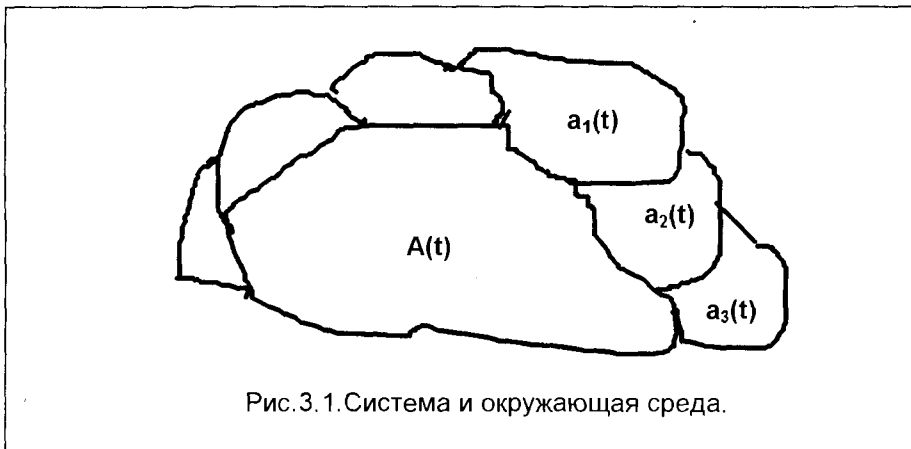 a₁(t)
a₂(t)
A(t)
a₃(t)
Рис.3.1.Система и окружающая среда.